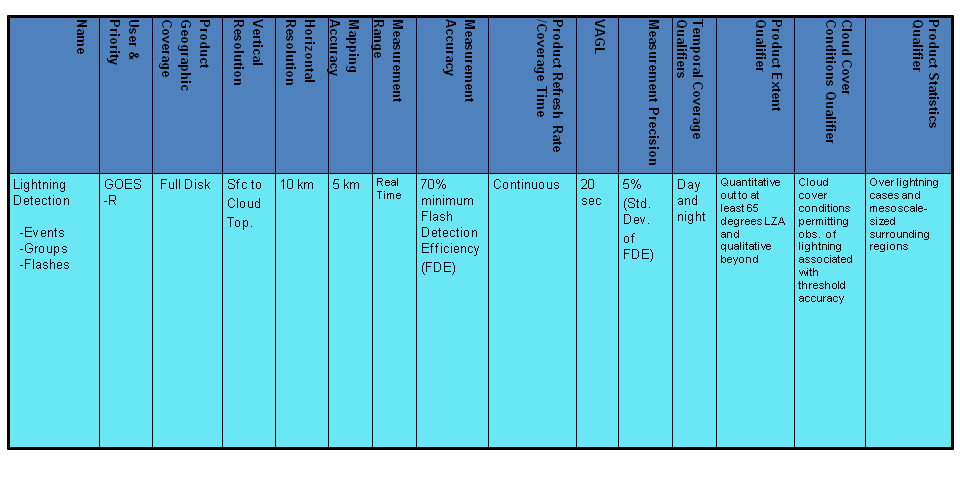 Name
User &
Priority
Product
Geographic
Coverage
Vertical
Resolution
Horizontal
Resolution
Mapping
Accuracy
Measurement
Range
Measurement
Accuracy
Product Refresh Rate
/Coverage Time
VAGL
Measurement Precision
Temporal Coverage
Qualifiers
Product Extent
Qualifier
Cloud Cover
Conditions Qualifier
Product Statistics
Qualifier
Lightning
Detection
-Events
-Groups
-Flashes
GOES
-R
Full Disk
Sfc to
Cloud
Top.
10 km
5 km
Real
Time
70%
minimum
Flash
Detection
Efficiency
(FDE)
Continuous
20
sec
5%
(Std.
Dev.
of
FDE)
Day
and
night
Quantitative
out to at
least 65
degrees LZA
and
qualitative
beyond
Cloud
cover
conditions
permitting
obs. of
lightning
associated
with
threshold
accuracy
Over lightning
cases and
mesoscale-
sized
surrounding
regions